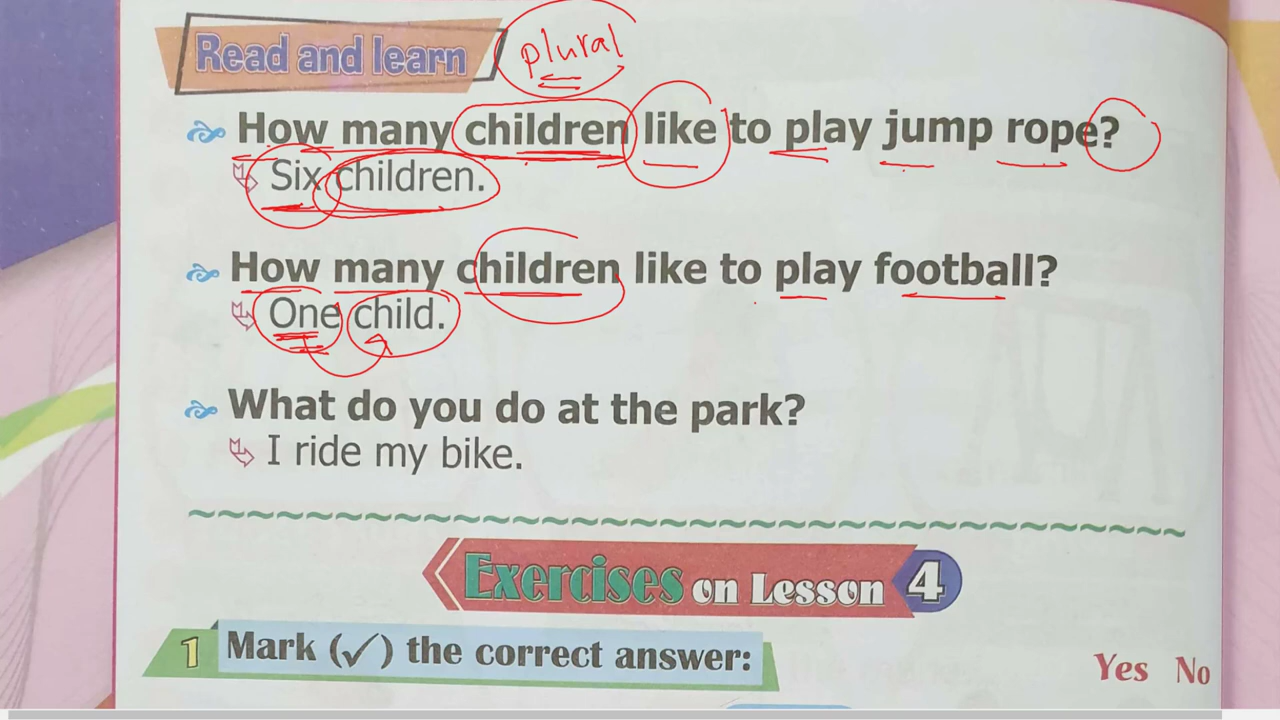 Read and learn
plural
How many children like to play jump rope?
Six children.
How many children like to play football?
One child.
What do you do at the park?
I ride my bike.
Exercises on Lesson 4
1 Mark (✓) the correct answer:
Yes No